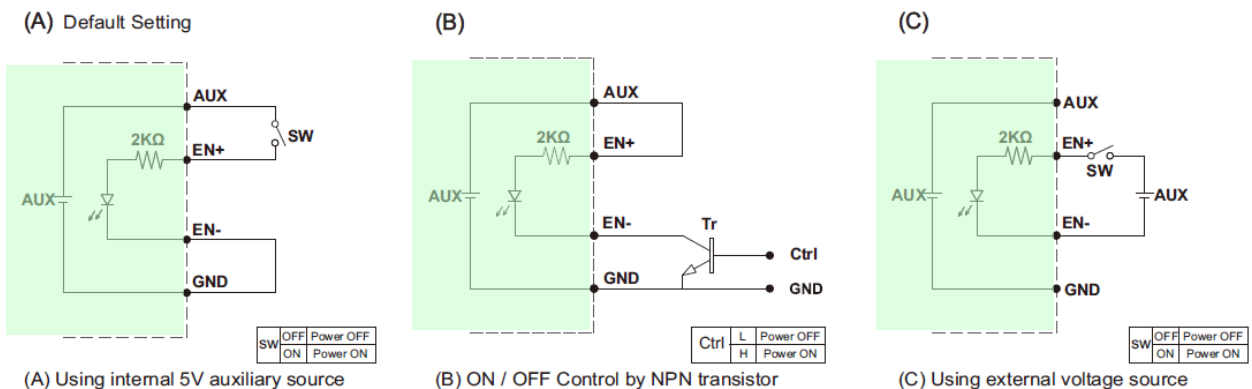 (A) Default Setting
AUX
SW
2KΩ
EN+
AUX
EN-
GND
SW OFF Power OFF
ON Power ON
(A) Using internal 5V auxiliary source
(B)
AUX
2KΩ
EN+
AUX
EN-
Tr
Ctrl
GND
GND
Ctrl L Power OFF
H Power ON
(B) ON / OFF Control by NPN transistor
(C)
AUX
2KΩ
EN+
SW
AUX
AUX
EN-
GND
SW OFF Power OFF
ON Power ON
(C) Using external voltage source